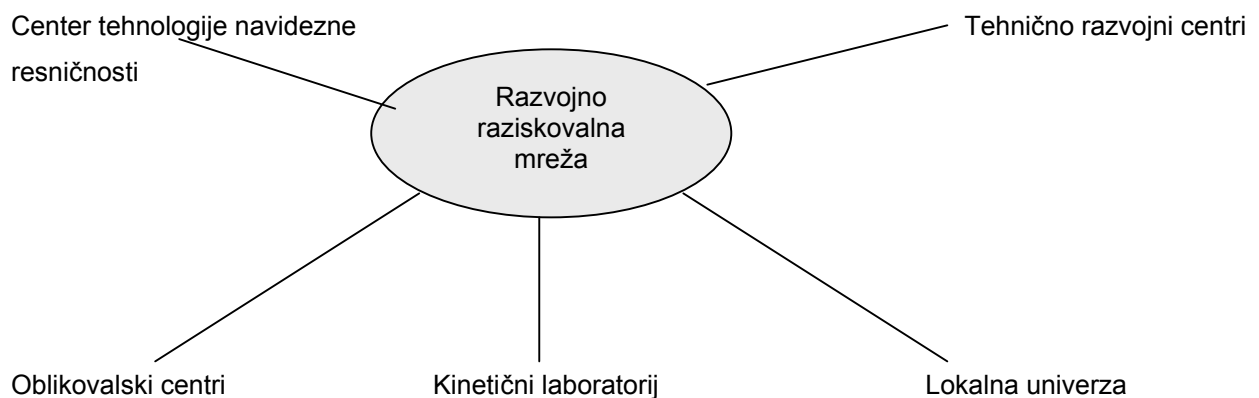 Center tehnologije navidezne
resničnosti
Tehnično razvojni centri
Razvojno
raziskovalna
mreža
Oblikovalski centri
Kinetični laboratorij
Lokalna univerza